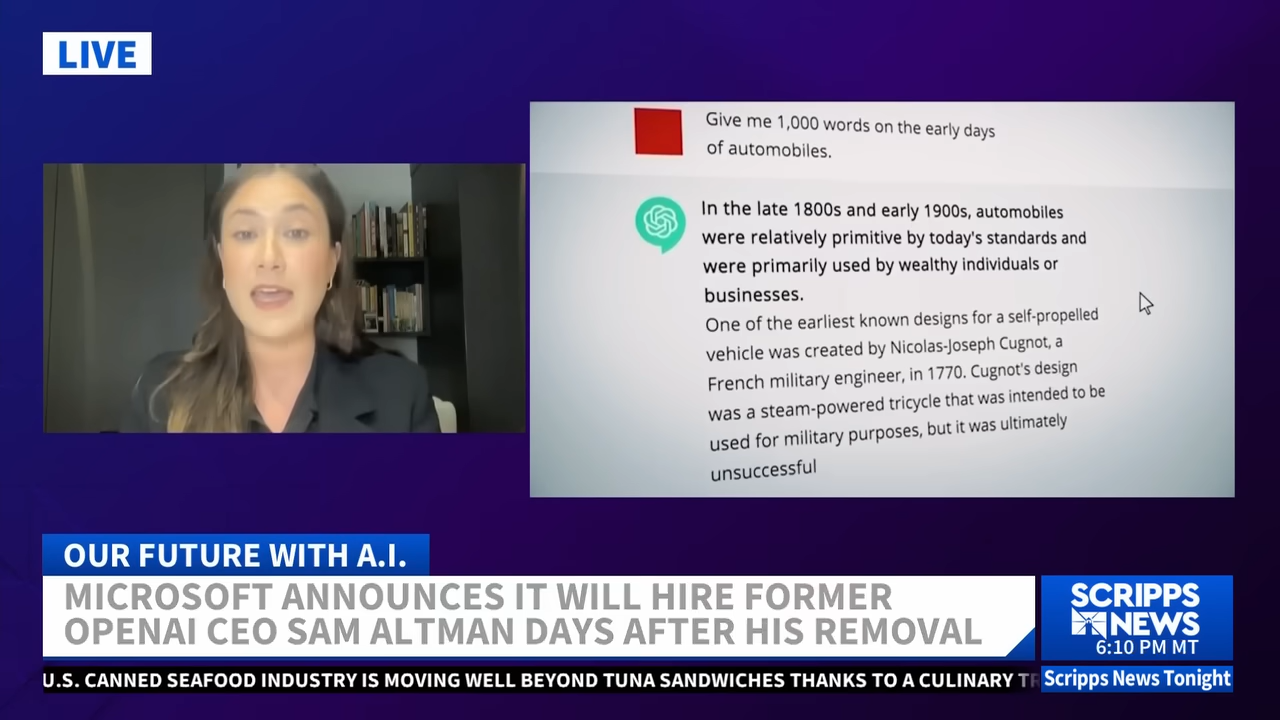 LIVE
Give me 1,000 words on the early days
of automobiles.
In the late 1800s and early 1900s, automobiles
were relatively primitive by today's standards and
were primarily used by wealthy individuals or
businesses.
One of the earliest known designs for a self-propelled
vehicle was created by Nicolas-Joseph Cugnot, a
French military engineer, in 1770. Cugnot's design
was a steam-powered tricycle that was intended to be
used for military purposes, but it was ultimately
unsuccessful
OUR FUTURE WITH A.I.
MICROSOFT ANNOUNCES IT WILL HIRE FORMER
OPENAI CEO SAM ALTMAN DAYS AFTER HIS REMOVAL
SCRIPPS
NEWS
6:10 PM MT
U.S. CANNED SEAFOOD INDUSTRY IS MOVING WELL BEYOND TUNA SANDWICHES THANKS TO A CULINARY
Scripps News Tonight